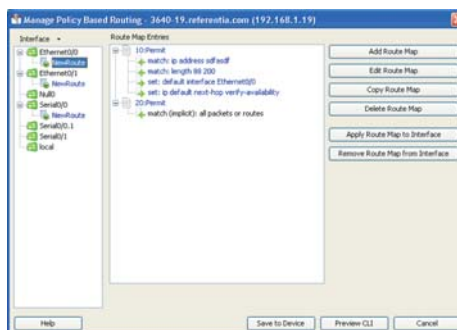 Manage Policy Based Routing - 3640-19.referentia.com (192.168.1.19)
Interface
Ethernet0/0
NewRoute
Ethernet0/1
NewRoute
Null0
Serial0/0
NewRoute
Serial0/0.1
Serial0/1
local
Route Map Entries
10:Permit
match: ip address sdfasdf
match: length 88 200
set: default interface Ethernet0/0
set: ip default next-hop verify-availability
20:Permit
match (implicit): all packets or routes
Add Route Map
Edit Route Map
Copy Route Map
Delete Route Map
Apply Route Map to Interface
Remove Route Map from Interface
Help
Save to Device
Preview CLI
Cancel